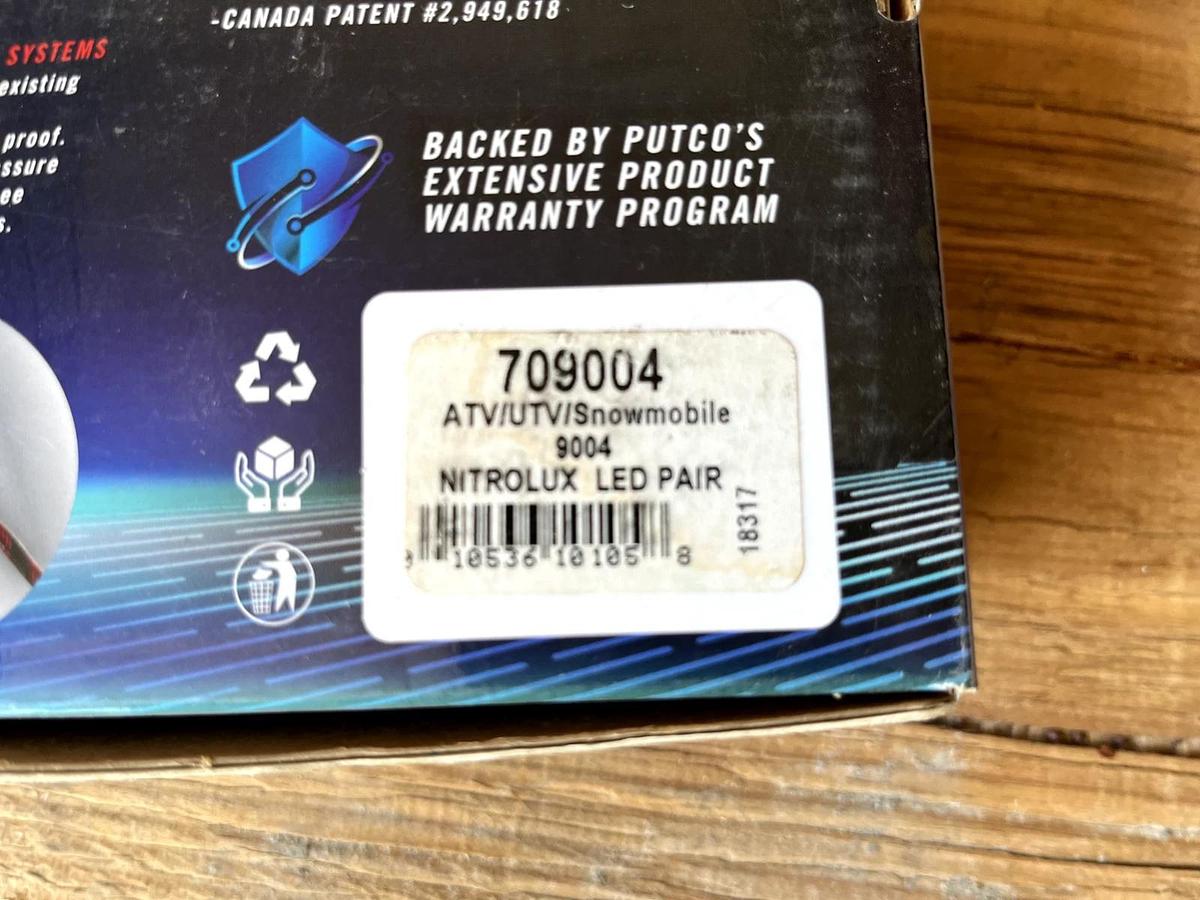 -CANADA PATENT #2,949,618
SYSTEMS
existing
proof.
ssure
ee
s.
BACKED BY PUTCO'S
EXTENSIVE PRODUCT
WARRANTY PROGRAM
709004
ATV/UTV/Snowmobile
9004
NITROLUX LED PAIR
18317
10536 10105 8